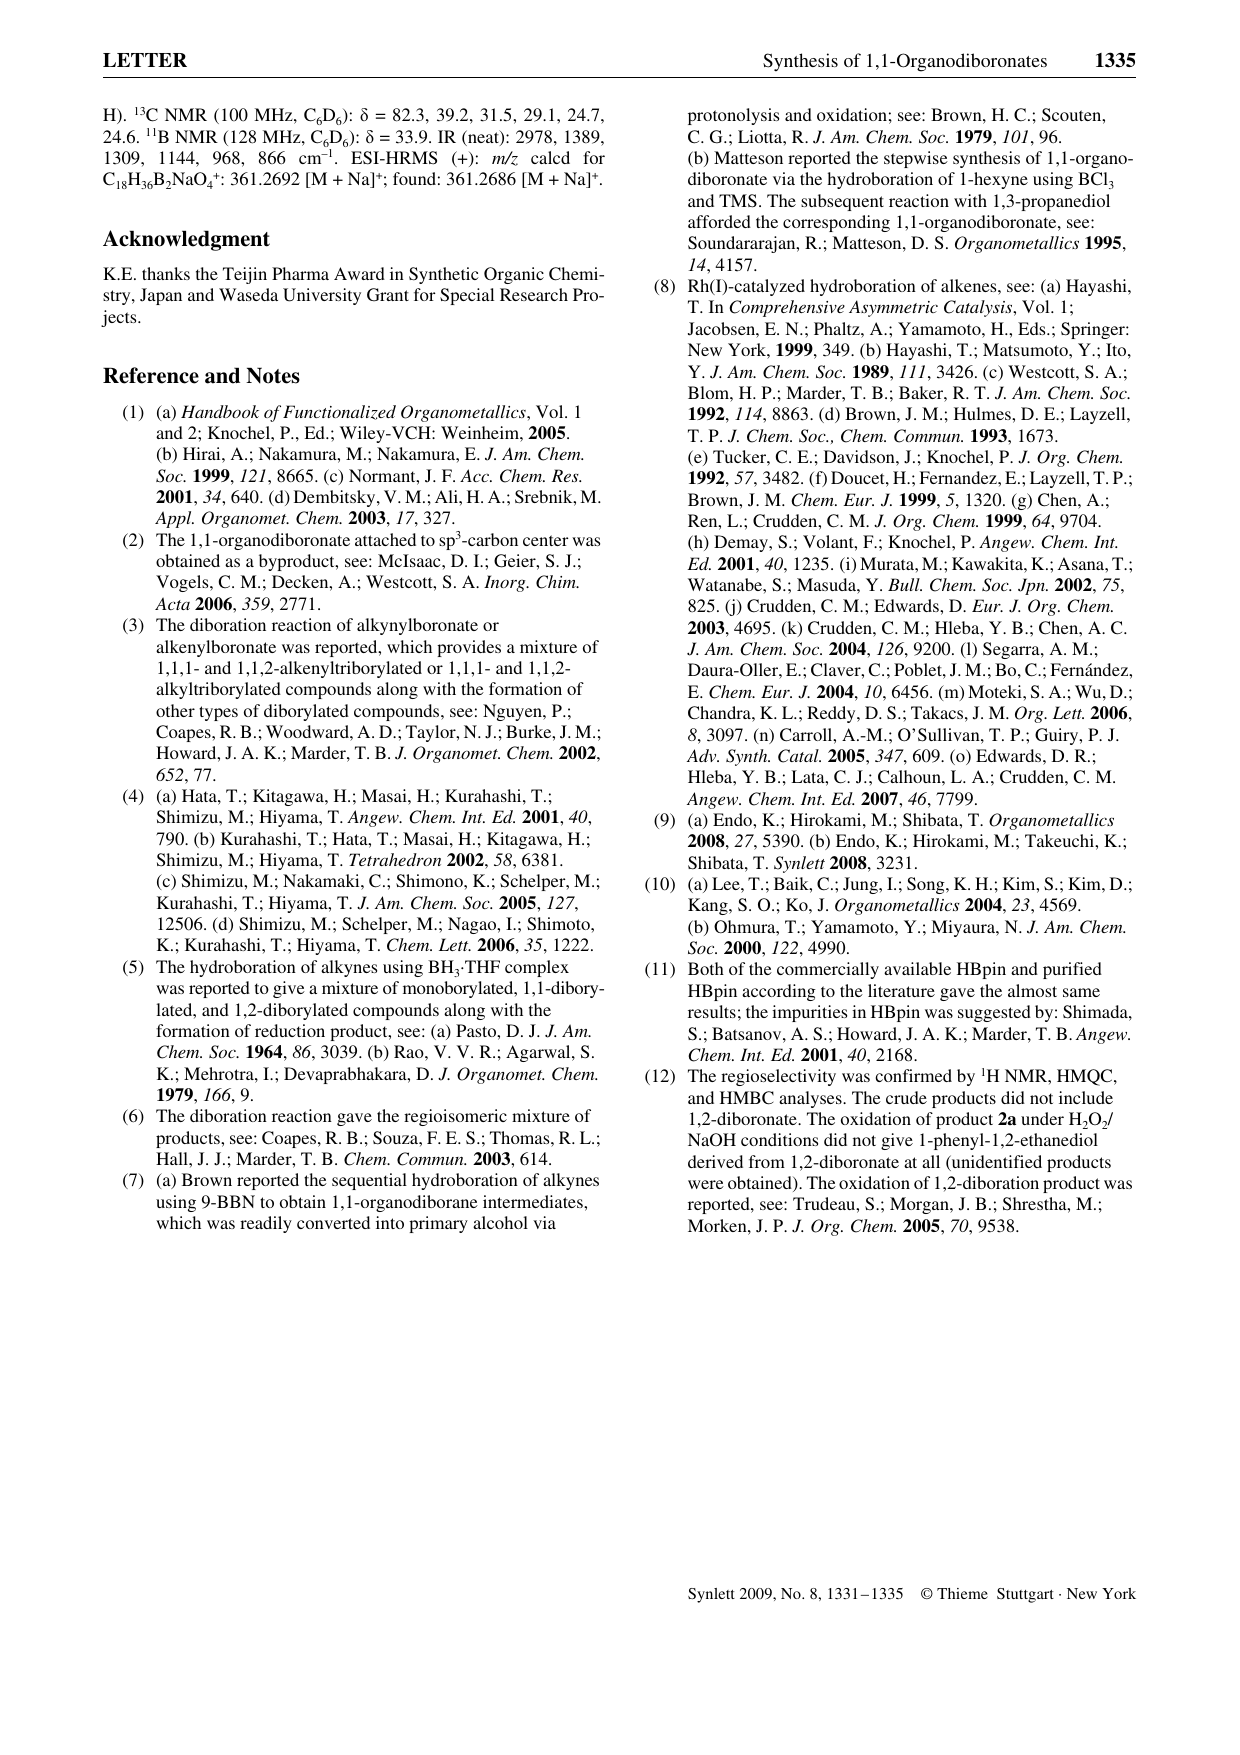 LETTER
Synthesis of 1,1-Organodiboronates 1335
H). ¹³C NMR (100 MHz, C₆D₆): δ = 82.3, 39.2, 31.5, 29.1, 24.7,
24.6. ¹¹B NMR (128 MHz, C₆D₆): δ = 33.9. IR (neat): 2978, 1389,
1309, 1144, 968, 866 cm⁻¹. ESI-HRMS (+): m/z calcd for
C₁₈H₃₆B₂NaO₄⁺: 361.2692 [M + Na]⁺; found: 361.2686 [M + Na]⁺.
Acknowledgment
K.E. thanks the Teijin Pharma Award in Synthetic Organic Chemi-
stry, Japan and Waseda University Grant for Special Research Pro-
jects.
Reference and Notes
(1) (a) Handbook of Functionalized Organometallics, Vol. 1
and 2; Knochel, P., Ed.; Wiley-VCH: Weinheim, 2005.
(b) Hirai, A.; Nakamura, M.; Nakamura, E. J. Am. Chem.
Soc. 1999, 121, 8665. (c) Normant, J. F. Acc. Chem. Res.
2001, 34, 640. (d) Dembitsky, V. M.; Ali, H. A.; Srebnik, M.
Appl. Organomet. Chem. 2003, 17, 327.
(2) The 1,1-organodiboronate attached to sp³-carbon center was
obtained as a byproduct, see: McIsaac, D. I.; Geier, S. J.;
Vogels, C. M.; Decken, A.; Westcott, S. A. Inorg. Chim.
Acta 2006, 359, 2771.
(3) The diboration reaction of alkynylboronate or
alkenylboronate was reported, which provides a mixture of
1,1,1- and 1,1,2-alkenyltriborylated or 1,1,1- and 1,1,2-
alkyltriborylated compounds along with the formation of
other types of diborylated compounds, see: Nguyen, P.;
Coapes, R. B.; Woodward, A. D.; Taylor, N. J.; Burke, J. M.;
Howard, J. A. K.; Marder, T. B. J. Organomet. Chem. 2002,
652, 77.
(4) (a) Hata, T.; Kitagawa, H.; Masai, H.; Kurahashi, T.;
Shimizu, M.; Hiyama, T. Angew. Chem. Int. Ed. 2001, 40,
790. (b) Kurahashi, T.; Hata, T.; Masai, H.; Kitagawa, H.;
Shimizu, M.; Hiyama, T. Tetrahedron 2002, 58, 6381.
(c) Shimizu, M.; Nakamaki, C.; Shimono, K.; Schelper, M.;
Kurahashi, T.; Hiyama, T. J. Am. Chem. Soc. 2005, 127,
12506. (d) Shimizu, M.; Schelper, M.; Nagao, I.; Shimoto,
K.; Kurahashi, T.; Hiyama, T. Chem. Lett. 2006, 35, 1222.
(5) The hydroboration of alkynes using BH₃·THF complex
was reported to give a mixture of monoborylated, 1,1-dibory-
lated, and 1,2-diborylated compounds along with the
formation of reduction product, see: (a) Pasto, D. J. J. Am.
Chem. Soc. 1964, 86, 3039. (b) Rao, V. V. R.; Agarwal, S.
K.; Mehrotra, I.; Devaprabhakara, D. J. Organomet. Chem.
1979, 166, 9.
(6) The diboration reaction gave the regioisomeric mixture of
products, see: Coapes, R. B.; Souza, F. E. S.; Thomas, R. L.;
Hall, J. J.; Marder, T. B. Chem. Commun. 2003, 614.
(7) (a) Brown reported the sequential hydroboration of alkynes
using 9-BBN to obtain 1,1-organodiborane intermediates,
which was readily converted into primary alcohol via
protonolysis and oxidation; see: Brown, H. C.; Scouten,
C. G.; Liotta, R. J. Am. Chem. Soc. 1979, 101, 96.
(b) Matteson reported the stepwise synthesis of 1,1-organo-
diboronate via the hydroboration of 1-hexyne using BCl₃
and TMS. The subsequent reaction with 1,3-propanediol
afforded the corresponding 1,1-organodiboronate, see:
Soundararajan, R.; Matteson, D. S. Organometallics 1995,
14, 4157.
(8) Rh(I)-catalyzed hydroboration of alkenes, see: (a) Hayashi,
T. In Comprehensive Asymmetric Catalysis, Vol. 1;
Jacobsen, E. N.; Phaltz, A.; Yamamoto, H., Eds.; Springer:
New York, 1999, 349. (b) Hayashi, T.; Matsumoto, Y.; Ito,
Y. J. Am. Chem. Soc. 1989, 111, 3426. (c) Westcott, S. A.;
Blom, H. P.; Marder, T. B.; Baker, R. T. J. Am. Chem. Soc.
1992, 114, 8863. (d) Brown, J. M.; Hulmes, D. E.; Layzell,
T. P. J. Chem. Soc., Chem. Commun. 1993, 1673.
(e) Tucker, C. E.; Davidson, J.; Knochel, P. J. Org. Chem.
1992, 57, 3482. (f) Doucet, H.; Fernandez, E.; Layzell, T. P.;
Brown, J. M. Chem. Eur. J. 1999, 5, 1320. (g) Chen, A.;
Ren, L.; Crudden, C. M. J. Org. Chem. 1999, 64, 9704.
(h) Demay, S.; Volant, F.; Knochel, P. Angew. Chem. Int.
Ed. 2001, 40, 1235. (i) Murata, M.; Kawakita, K.; Asana, T.;
Watanabe, S.; Masuda, Y. Bull. Chem. Soc. Jpn. 2002, 75,
825. (j) Crudden, C. M.; Edwards, D. Eur. J. Org. Chem.
2003, 4695. (k) Crudden, C. M.; Hleba, Y. B.; Chen, A. C.
J. Am. Chem. Soc. 2004, 126, 9200. (l) Segarra, A. M.;
Daura-Oller, E.; Claver, C.; Poblet, J. M.; Bo, C.; Fernández,
E. Chem. Eur. J. 2004, 10, 6456. (m) Moteki, S. A.; Wu, D.;
Chandra, K. L.; Reddy, D. S.; Takacs, J. M. Org. Lett. 2006,
8, 3097. (n) Carroll, A.-M.; O’Sullivan, T. P.; Guiry, P. J.
Adv. Synth. Catal. 2005, 347, 609. (o) Edwards, D. R.;
Hleba, Y. B.; Lata, C. J.; Calhoun, L. A.; Crudden, C. M.
Angew. Chem. Int. Ed. 2007, 46, 7799.
(9) (a) Endo, K.; Hirokami, M.; Shibata, T. Organometallics
2008, 27, 5390. (b) Endo, K.; Hirokami, M.; Takeuchi, K.;
Shibata, T. Synlett 2008, 3231.
(10) (a) Lee, T.; Baik, C.; Jung, I.; Song, K. H.; Kim, S.; Kim, D.;
Kang, S. O.; Ko, J. Organometallics 2004, 23, 4569.
(b) Ohmura, T.; Yamamoto, Y.; Miyaura, N. J. Am. Chem.
Soc. 2000, 122, 4990.
(11) Both of the commercially available HBpin and purified
HBpin according to the literature gave the almost same
results; the impurities in HBpin was suggested by: Shimada,
S.; Batsanov, A. S.; Howard, J. A. K.; Marder, T. B. Angew.
Chem. Int. Ed. 2001, 40, 2168.
(12) The regioselectivity was confirmed by ¹H NMR, HMQC,
and HMBC analyses. The crude products did not include
1,2-diboronate. The oxidation of product 2a under H₂O₂/
NaOH conditions did not give 1-phenyl-1,2-ethanediol
derived from 1,2-diboronate at all (unidentified products
were obtained). The oxidation of 1,2-diboration product was
reported, see: Trudeau, S.; Morgan, J. B.; Shrestha, M.;
Morken, J. P. J. Org. Chem. 2005, 70, 9538.
Synlett 2009, No. 8, 1331–1335 © Thieme Stuttgart · New York